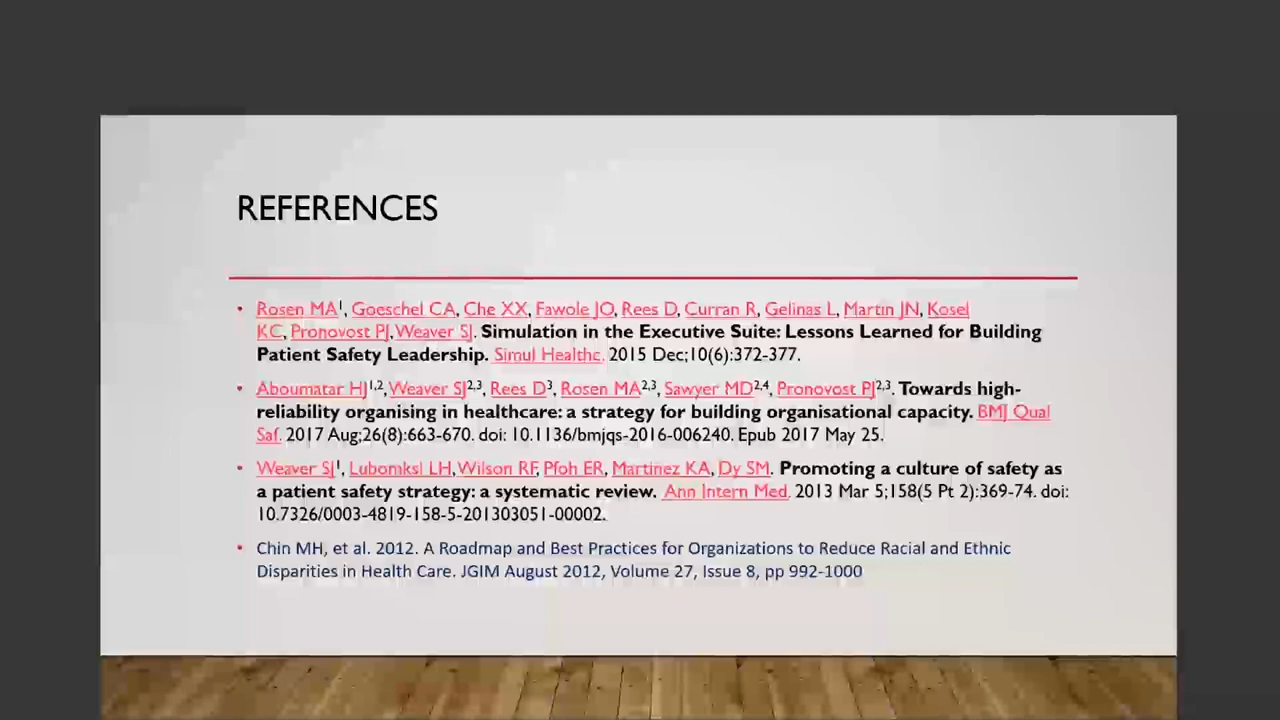 REFERENCES
• Rosen MA1, Goeschel CA, Che XX, Fawole JO, Rees D, Curran R, Gelinas L, Martin JN, Kosel
KC, Pronovost PJ, Weaver SJ. Simulation in the Executive Suite: Lessons Learned for Building
Patient Safety Leadership. Simul Healthc. 2015 Dec;10(6):372-377.
• Aboumatar HJ1,2, Weaver SJ2,3, Rees D3, Rosen MA2,3, Sawyer MD2,4, Pronovost PJ2,3. Towards high-
reliability organising in healthcare: a strategy for building organisational capacity. BMJ Qual
Saf. 2017 Aug;26(8):663-670. doi: 10.1136/bmjqs-2016-006240. Epub 2017 May 25.
• Weaver SJ1, Lubomksi LH, Wilson RF, Pfoh ER, Martinez KA, Dy SM. Promoting a culture of safety as
a patient safety strategy: a systematic review. Ann Intern Med. 2013 Mar 5;158(5 Pt 2):369-74. doi:
10.7326/0003-4819-158-5-201303051-00002.
• Chin MH, et al. 2012. A Roadmap and Best Practices for Organizations to Reduce Racial and Ethnic
Disparities in Health Care. JGIM August 2012, Volume 27, Issue 8, pp 992-1000